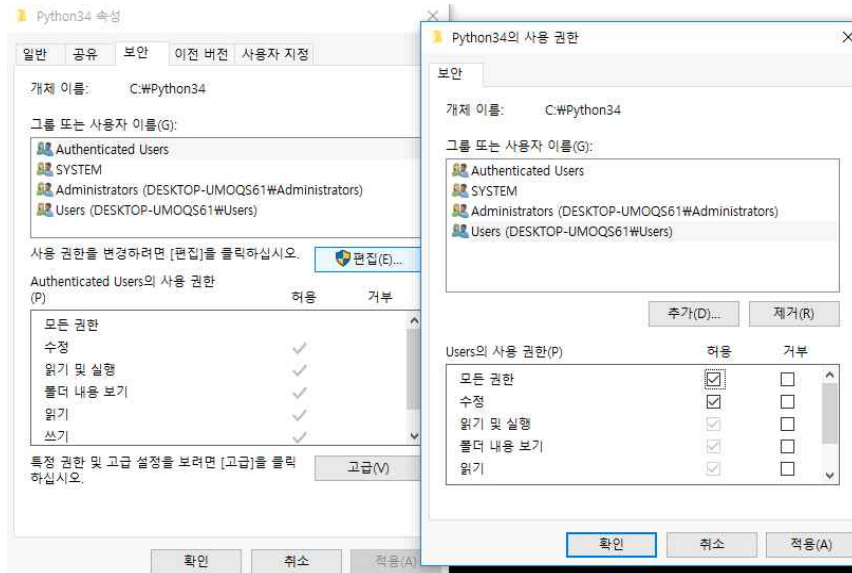 Python34 속성
일반 공유 보안 이전 버전 사용자 지정
개체 이름: C:₩Python34
그룹 또는 사용자 이름(G):
Authenticated Users
SYSTEM
Administrators (DESKTOP-UMOQS61₩Administrators)
Users (DESKTOP-UMOQS61₩Users)
사용 권한을 변경하려면 [편집]을 클릭하십시오.
편집(E)...
Authenticated Users의 사용 권한
(P) 허용 거부
모든 권한
수정
읽기 및 실행
폴더 내용 보기
읽기
쓰기
특정 권한 및 고급 설정을 보려면 [고급]을 클릭
하십시오.
고급(V)
확인 취소 적용(A)
Python34의 사용 권한
보안
개체 이름: C:₩Python34
그룹 또는 사용자 이름(G):
Authenticated Users
SYSTEM
Administrators (DESKTOP-UMOQS61₩Administrators)
Users (DESKTOP-UMOQS61₩Users)
추가(D)... 제거(R)
Users의 사용 권한(P) 허용 거부
모든 권한
수정
읽기 및 실행
폴더 내용 보기
읽기
확인 취소 적용(A)